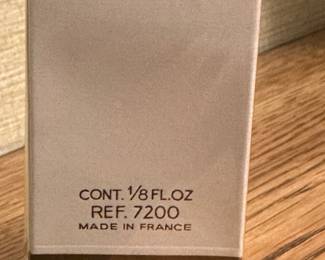 CONT. 1/8 FL.OZ
REF. 7200
MADE IN FRANCE